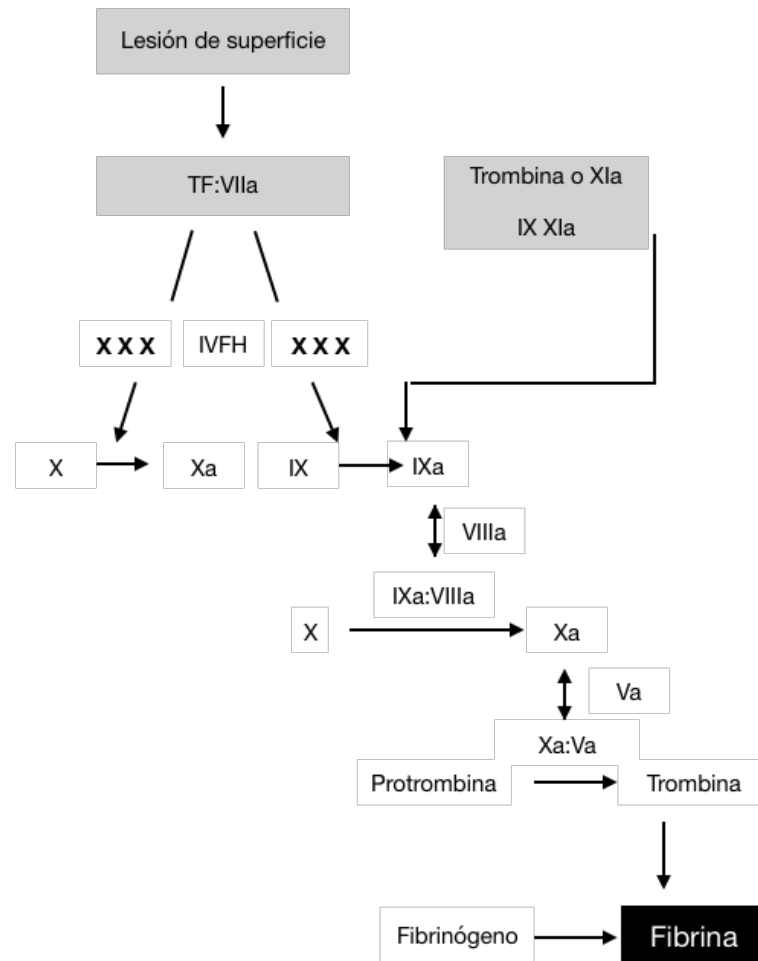 Lesión de superficie
TF:VIIa
Trombina o XIa
IX XIa
X X X
IVFH
X X X
X
Xa
IX
IXa
VIIIa
IXa:VIIIa
X
Xa
Va
Xa:Va
Protrombina
Trombina
Fibrinógeno
Fibrina